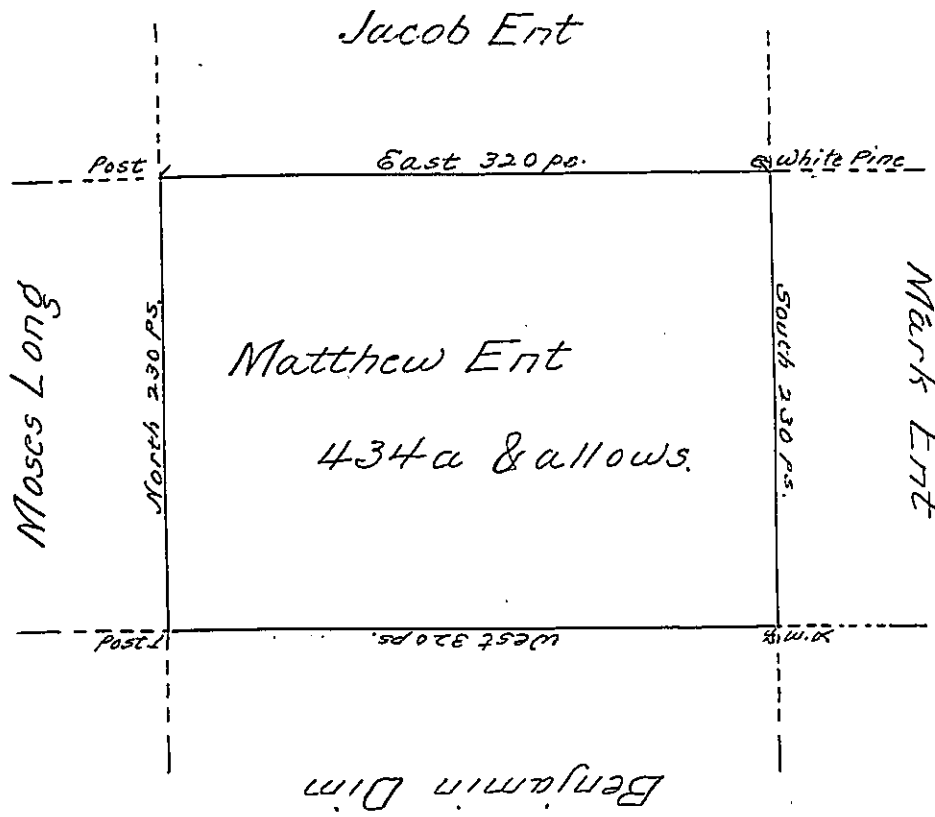 Jacob Ent
Post
East 320 ps.
White Pine
Moses Long
North 230 Ps.
Matthew Ent
434a & allows.
South 230 Ps.
Mark Ent
Post
West 320 ps.
Benjamin Dim